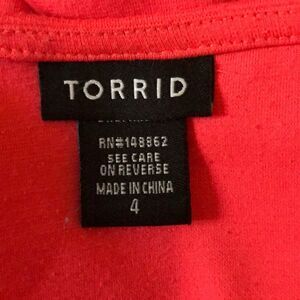 TORRID
RN#148862
SEE CARE
ON REVERSE
MADE IN CHINA
4